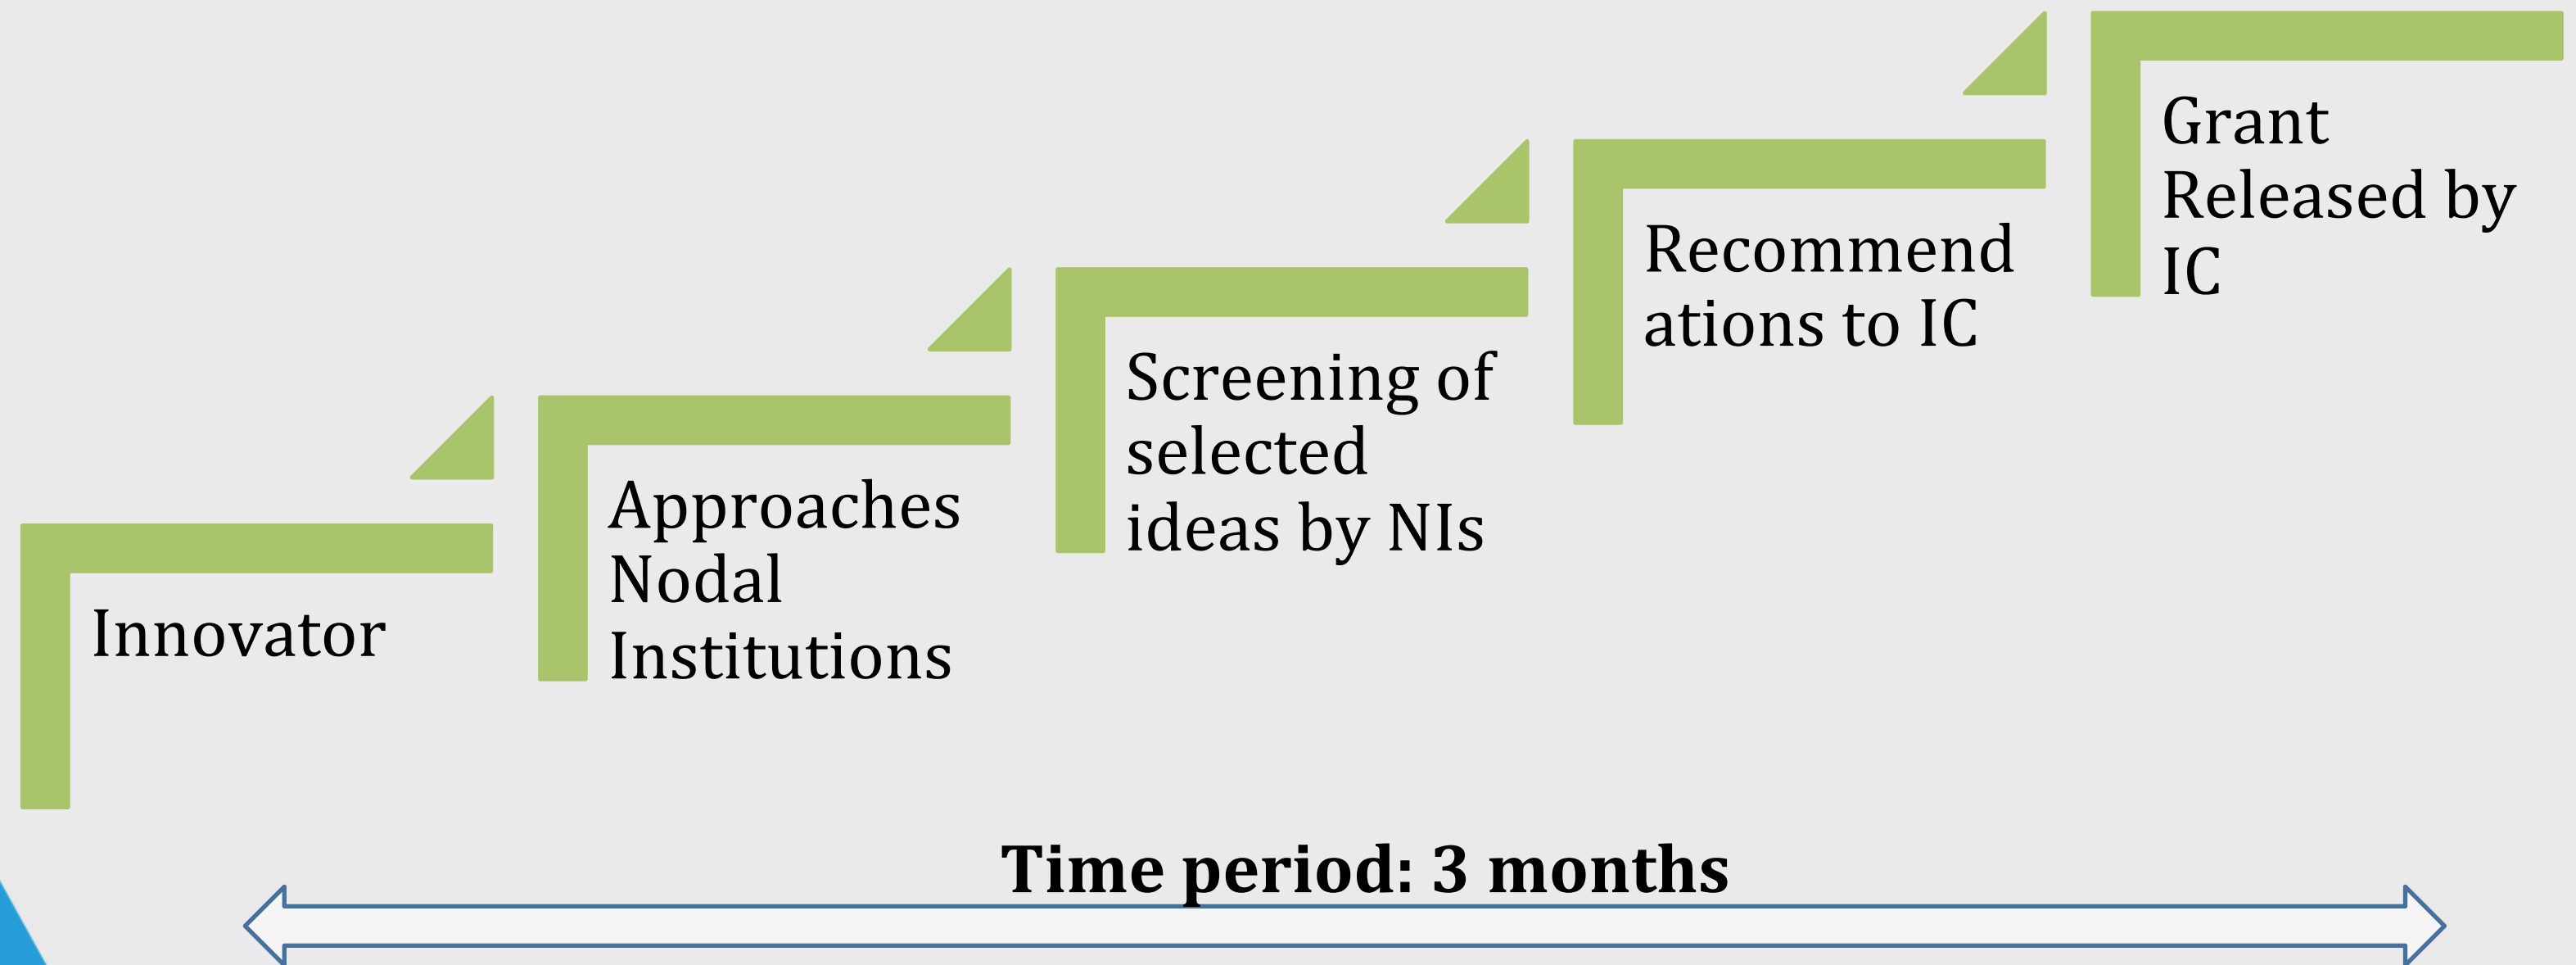 Innovator
Approaches
Nodal
Institutions
Screening of
selected
ideas by NIs
Recommend
ations to IC
Grant
Released by
IC
Time period: 3 months